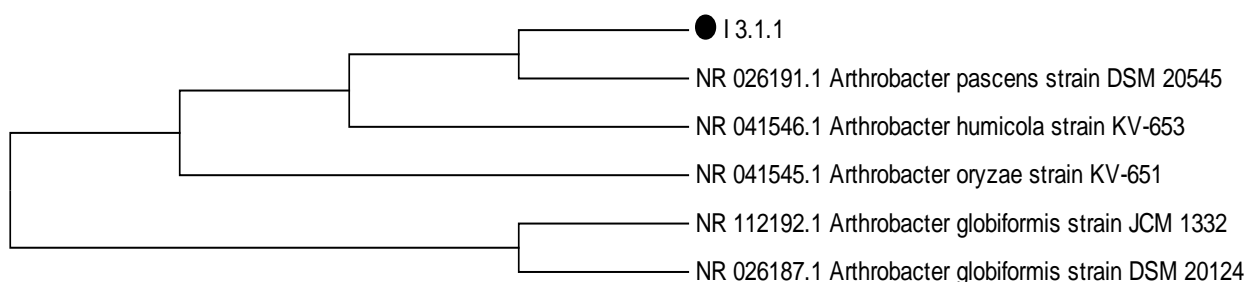 I 3.1.1
NR 026191.1 Arthrobacter pascens strain DSM 20545
NR 041546.1 Arthrobacter humicola strain KV-653
NR 041545.1 Arthrobacter oryzae strain KV-651
NR 112192.1 Arthrobacter globiformis strain JCM 1332
NR 026187.1 Arthrobacter globiformis strain DSM 20124